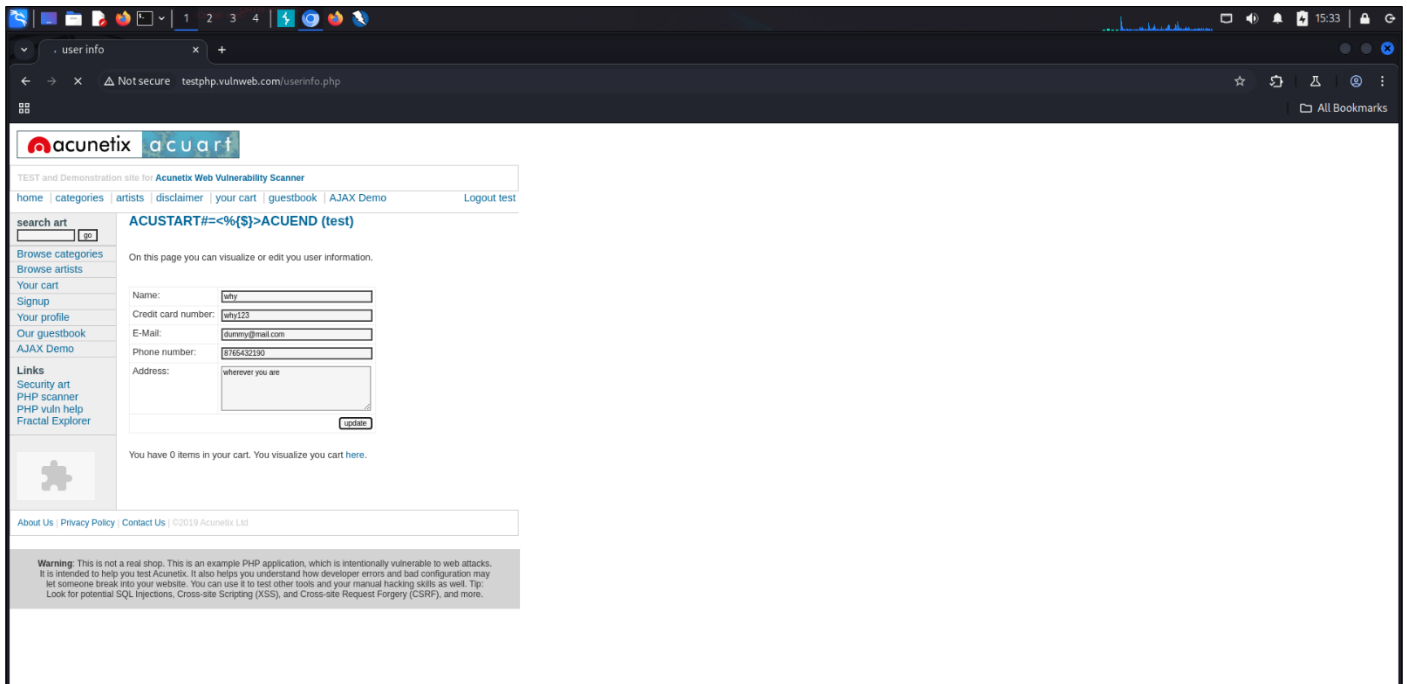 1 2 3 4
15:33
. user info
Not secure testphp.vulnweb.com/userinfo.php
All Bookmarks
acunetix acuart
TEST and Demonstration site for Acunetix Web Vulnerability Scanner
home | categories | artists | disclaimer | your cart | guestbook | AJAX Demo Logout test
search art
go
Browse categories
Browse artists
Your cart
Signup
Your profile
Our guestbook
AJAX Demo
Links
Security art
PHP scanner
PHP vuln help
Fractal Explorer
ACUSTART#=<%{$}>ACUEND (test)
On this page you can visualize or edit you user information.
Name: why
Credit card number: why123
E-Mail: dummy@mail.com
Phone number: 8765432190
Address: wherever you are
update
You have 0 items in your cart. You visualize you cart here.
About Us | Privacy Policy | Contact Us | ©2019 Acunetix Ltd
Warning: This is not a real shop. This is an example PHP application, which is intentionally vulnerable to web attacks.
It is intended to help you test Acunetix. It also helps you understand how developer errors and bad configuration may
let someone break into your website. You can use it to test other tools and your manual hacking skills as well. Tip:
Look for potential SQL Injections, Cross-site Scripting (XSS), and Cross-site Request Forgery (CSRF), and more.